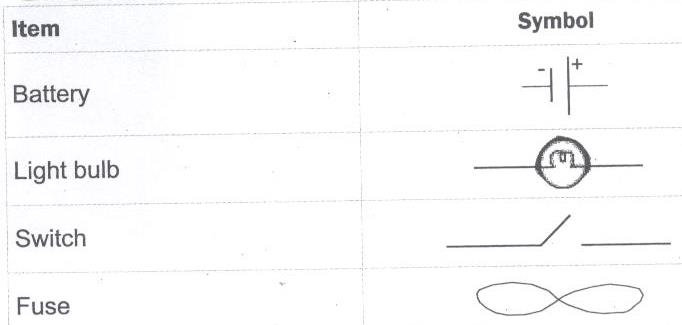 Item Symbol
Battery - +
Light bulb
Switch
Fuse